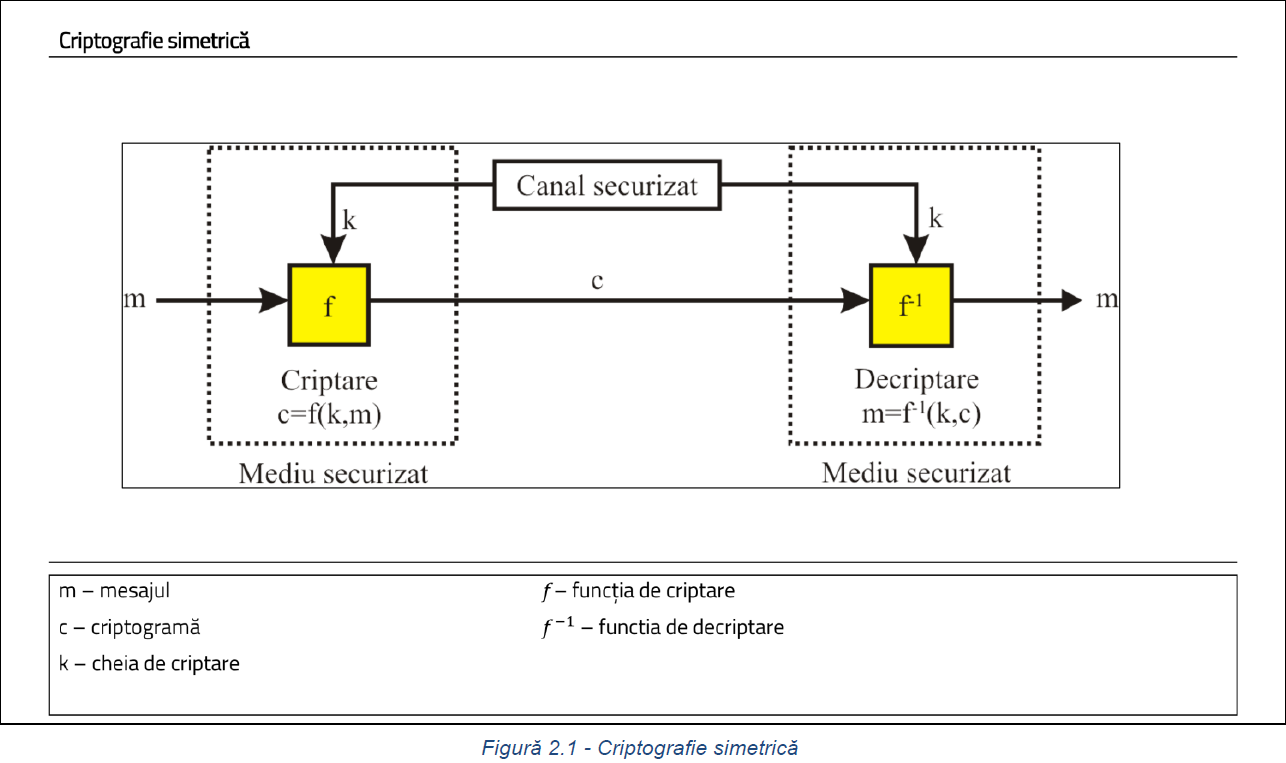 Criptografie simetrică
Canal securizat
k
k
m
f
c
f-1
m
Criptare
c=f(k,m)
Decriptare
m=f-1(k,c)
Mediu securizat
Mediu securizat
m – mesajul
f – funcția de criptare
c – criptogramă
f −1 – functia de decriptare
k – cheia de criptare
Figură 2.1 - Criptografie simetrică